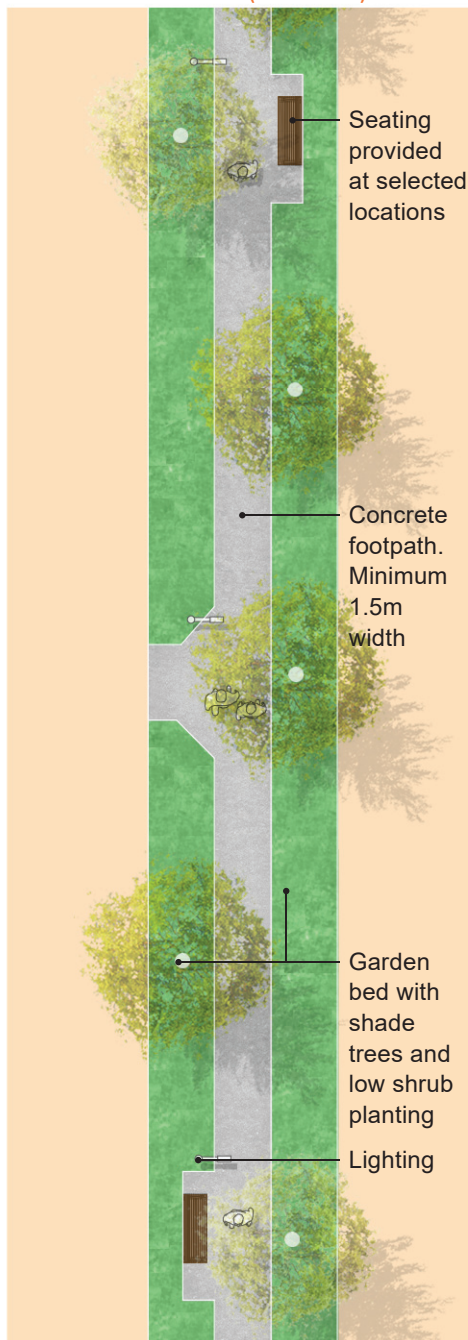 Seating
provided
at selected
locations
Concrete
footpath.
Minimum
1.5m
width
Garden
bed with
shade
trees and
low shrub
planting
Lighting